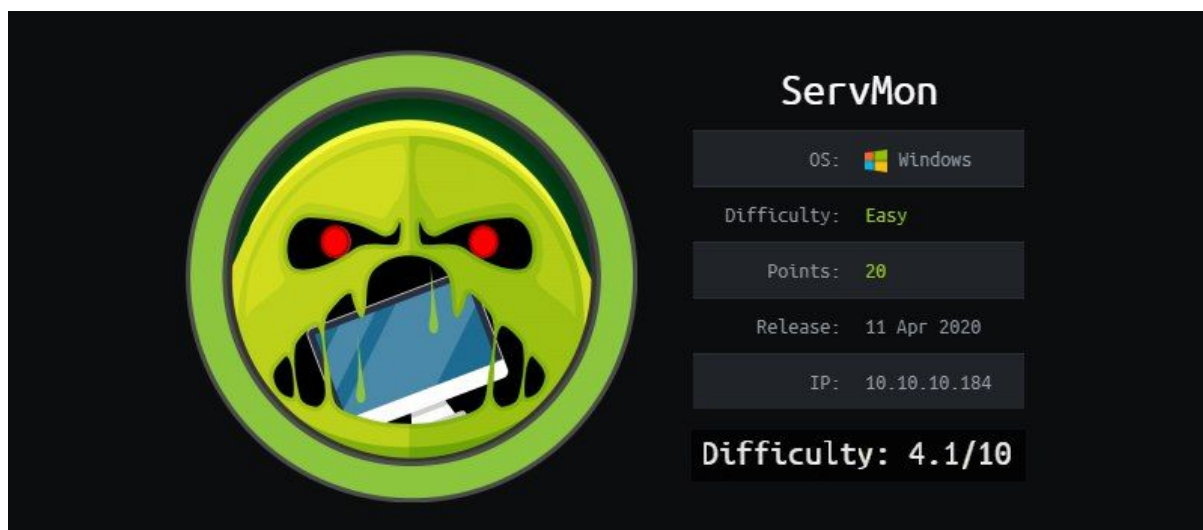 ServMon
OS: Windows
Difficulty: Easy
Points: 20
Release: 11 Apr 2020
IP: 10.10.10.184
Difficulty: 4.1/10